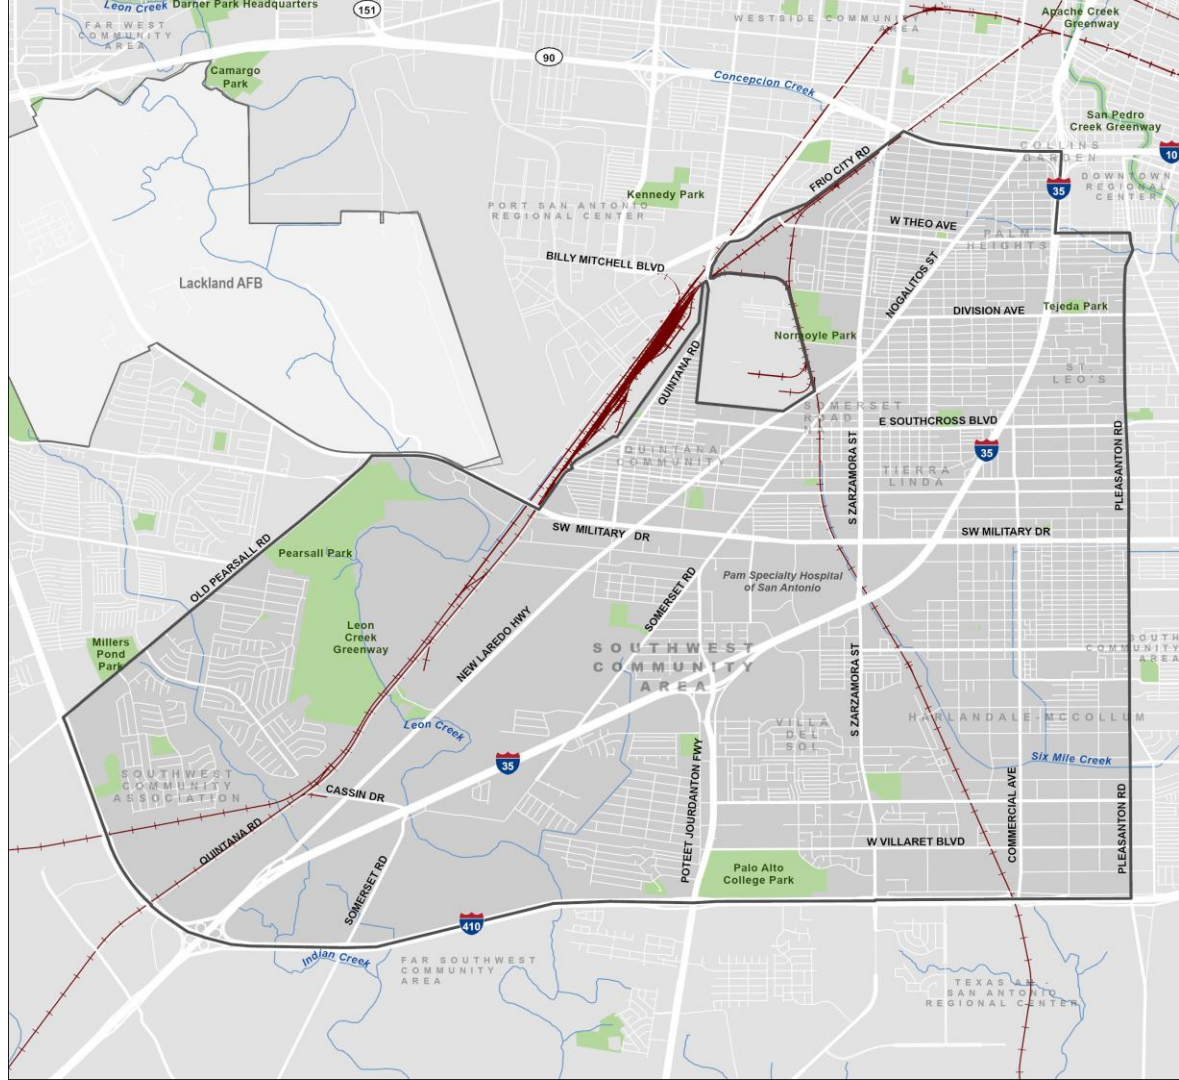 Leon Creek
Darner Park Headquarters
151
Apache Creek
Greenway
FAR WEST
COMMUNITY
AREA
WESTSIDE COMMUNITY
AREA
90
Camargo
Park
Concepcion Creek
San Pedro
Creek Greenway
COLLINS
GARDEN
10
FRIO CITY RD
35
DOWNTOWN
REGIONAL
CENTER
Kennedy Park
PORT SAN ANTONIO
REGIONAL CENTER
W THEO AVE
PALM
HEIGHTS
BILLY MITCHELL BLVD
NOGALITOS ST
Lackland AFB
Normoyle Park
DIVISION AVE
Tejeda Park
QUINTANA RD
ST.
LEO'S
SOMERSET
ROAD
E SOUTHCROSS BLVD
QUINTANA
COMMUNITY
35
PLEASANTON RD
TIERRA
LINDA
S ZARZAMORA ST
SW MILITARY DR
SW MILITARY DR
OLD PEARSALL RD
Pearsall Park
Pam Specialty Hospital
of San Antonio
SOMERSET RD
Leon
Creek
Greenway
NEW LAREDO HWY
Millers
Pond
Park
SOUTHWEST
COMMUNITY
AREA
SOUTH
COMMUNITY
AREA
S ZARZAMORA ST
Leon Creek
VILLA
DEL
SOL
HARLANDALE-MCCOLLUM
35
Six Mile Creek
SOUTHWEST
COMMUNITY
ASSOCIATION
CASSIN DR
POTEET JOURDANTON FWY
COMMERCIAL AVE
PLEASANTON RD
QUINTANA RD
W VILLARET BLVD
SOMERSET RD
Palo Alto
College Park
410
Indian Creek
FAR SOUTHWEST
COMMUNITY
AREA
TEXAS AM -
SAN ANTONIO
REGIONAL CENTER